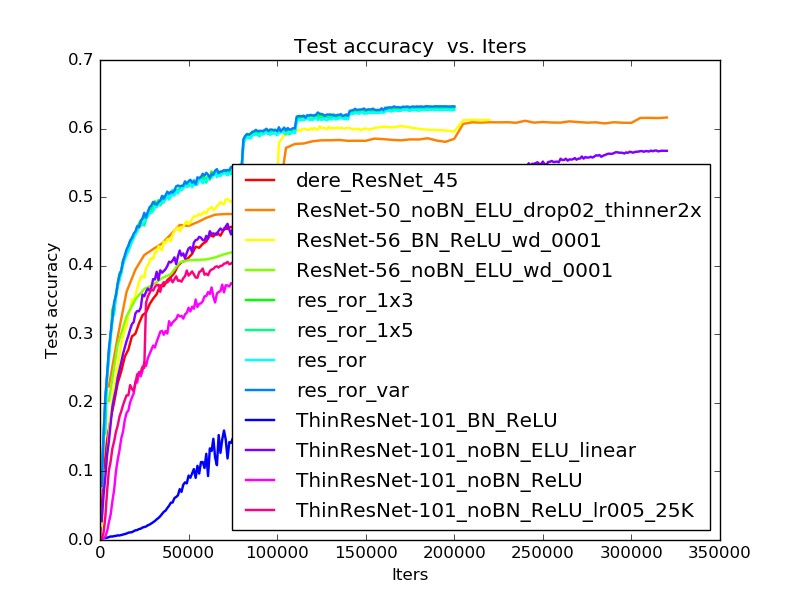 Test accuracy  vs. Iters
0.7
0.6
0.5
0.4
0.3
0.2
0.1
0.0
Test accuracy
dere_ResNet_45
ResNet-50_noBN_ELU_drop02_thinner2x
ResNet-56_BN_ReLU_wd_0001
ResNet-56_noBN_ELU_wd_0001
res_ror_1x3
res_ror_1x5
res_ror
res_ror_var
ThinResNet-101_BN_ReLU
ThinResNet-101_noBN_ELU_linear
ThinResNet-101_noBN_ReLU
ThinResNet-101_noBN_ReLU_lr005_25K
0 50000 100000 150000 200000 250000 300000 350000
Iters